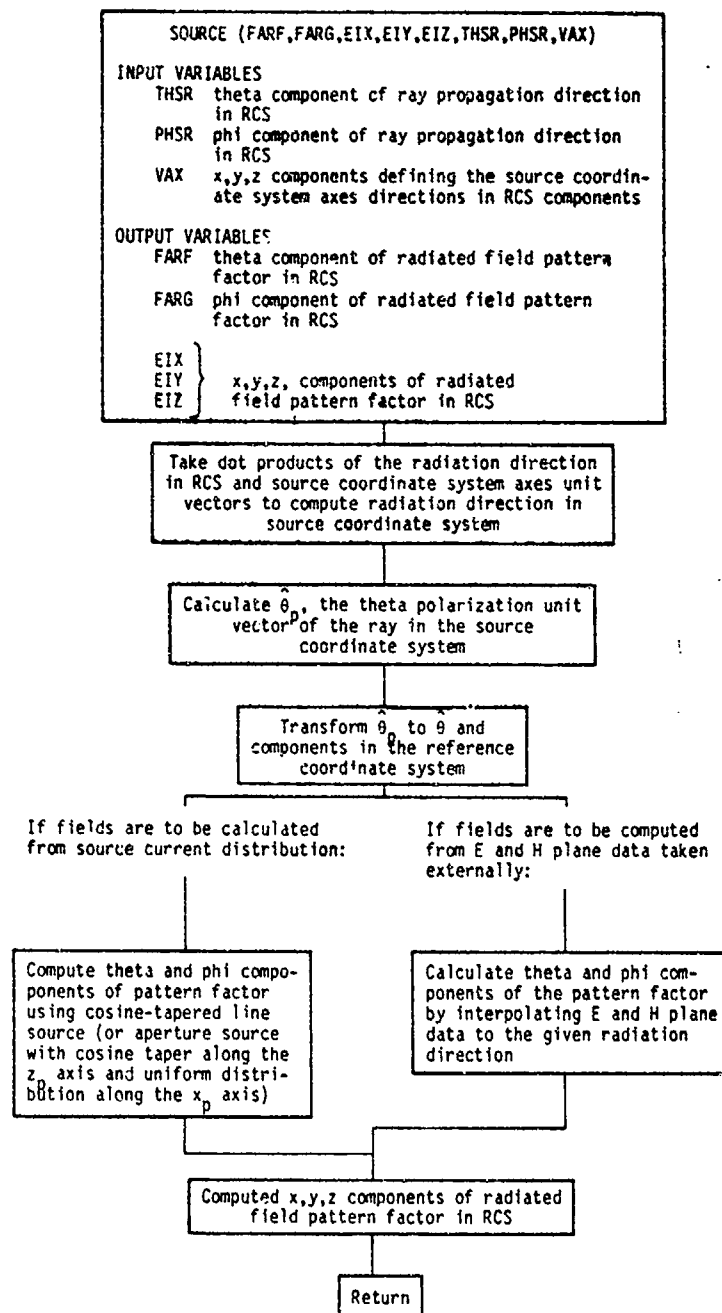 SOURCE (FARF,FARG,EIX,EIY,EIZ,THSR,PHSR,VAX)
INPUT VARIABLES
THSR theta component of ray propagation direction
in RCS
PHSR phi component of ray propagation direction
in RCS
VAX x,y,z components defining the source coordin-
ate system axes directions in RCS components
OUTPUT VARIABLES
FARF theta component of radiated field pattern
factor in RCS
FARG phi component of radiated field pattern
factor in RCS
EIX
EIY x,y,z, components of radiated
EIZ field pattern factor in RCS
Take dot products of the radiation direction
in RCS and source coordinate system axes unit
vectors to compute radiation direction in
source coordinate system
Calculate θ̂p, the theta polarization unit
vector of the ray in the source
coordinate system
Transform θ̂p to θ̂ and
components in the reference
coordinate system
If fields are to be calculated
from source current distribution:
If fields are to be computed
from E and H plane data taken
externally:
Compute theta and phi compo-
ponents of pattern factor
using cosine-tapered line
source (or aperture source
with cosine taper along the
zp axis and uniform distri-
bution along the xp axis)
Calculate theta and phi com-
ponents of the pattern factor
by interpolating E and H plane
data to the given radiation
direction
Computed x,y,z components of radiated
field pattern factor in RCS
Return